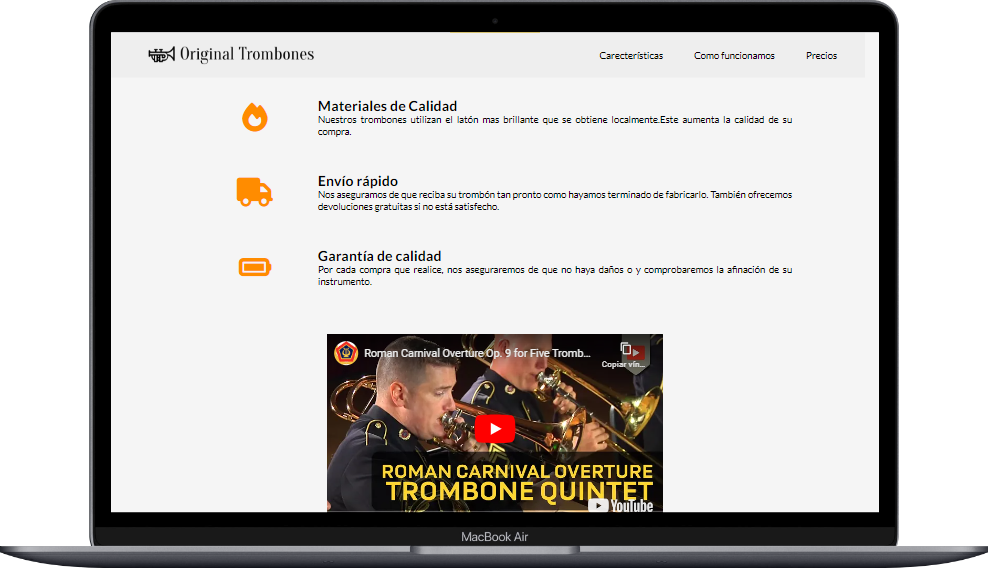 Original Trombones
Carecterísticas Como funcionamos Precios
Materiales de Calidad
Nuestros trombones utilizan el latón mas brillante que se obtiene localmente.Este aumenta la calidad de su
compra.
Envío rápido
Nos aseguramos de que reciba su trombón tan pronto como hayamos terminado de fabricarlo. También ofrecemos
devoluciones gratuitas si no está satisfecho.
Garantía de calidad
Por cada compra que realice, nos aseguraremos de que no haya daños o y comprobaremos la afinación de su
instrumento.
Roman Carnival Overture Op. 9 for Five Tromb...
Copiar vín...
ROMAN CARNIVAL OVERTURE
TROMBONE QUINTET
YouTube
MacBook Air